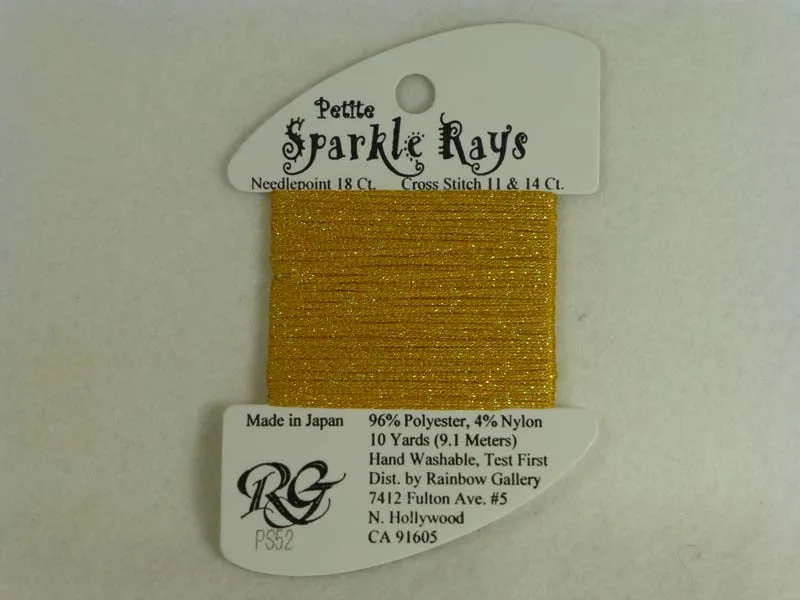 Petite
Sparkle Rays
Needlepoint 18 Ct. Cross Stitch 11 & 14 Ct.
Made in Japan
RG
PS52
96% Polyester, 4% Nylon
10 Yards (9.1 Meters)
Hand Washable, Test First
Dist. by Rainbow Gallery
7412 Fulton Ave. #5
N. Hollywood
CA 91605